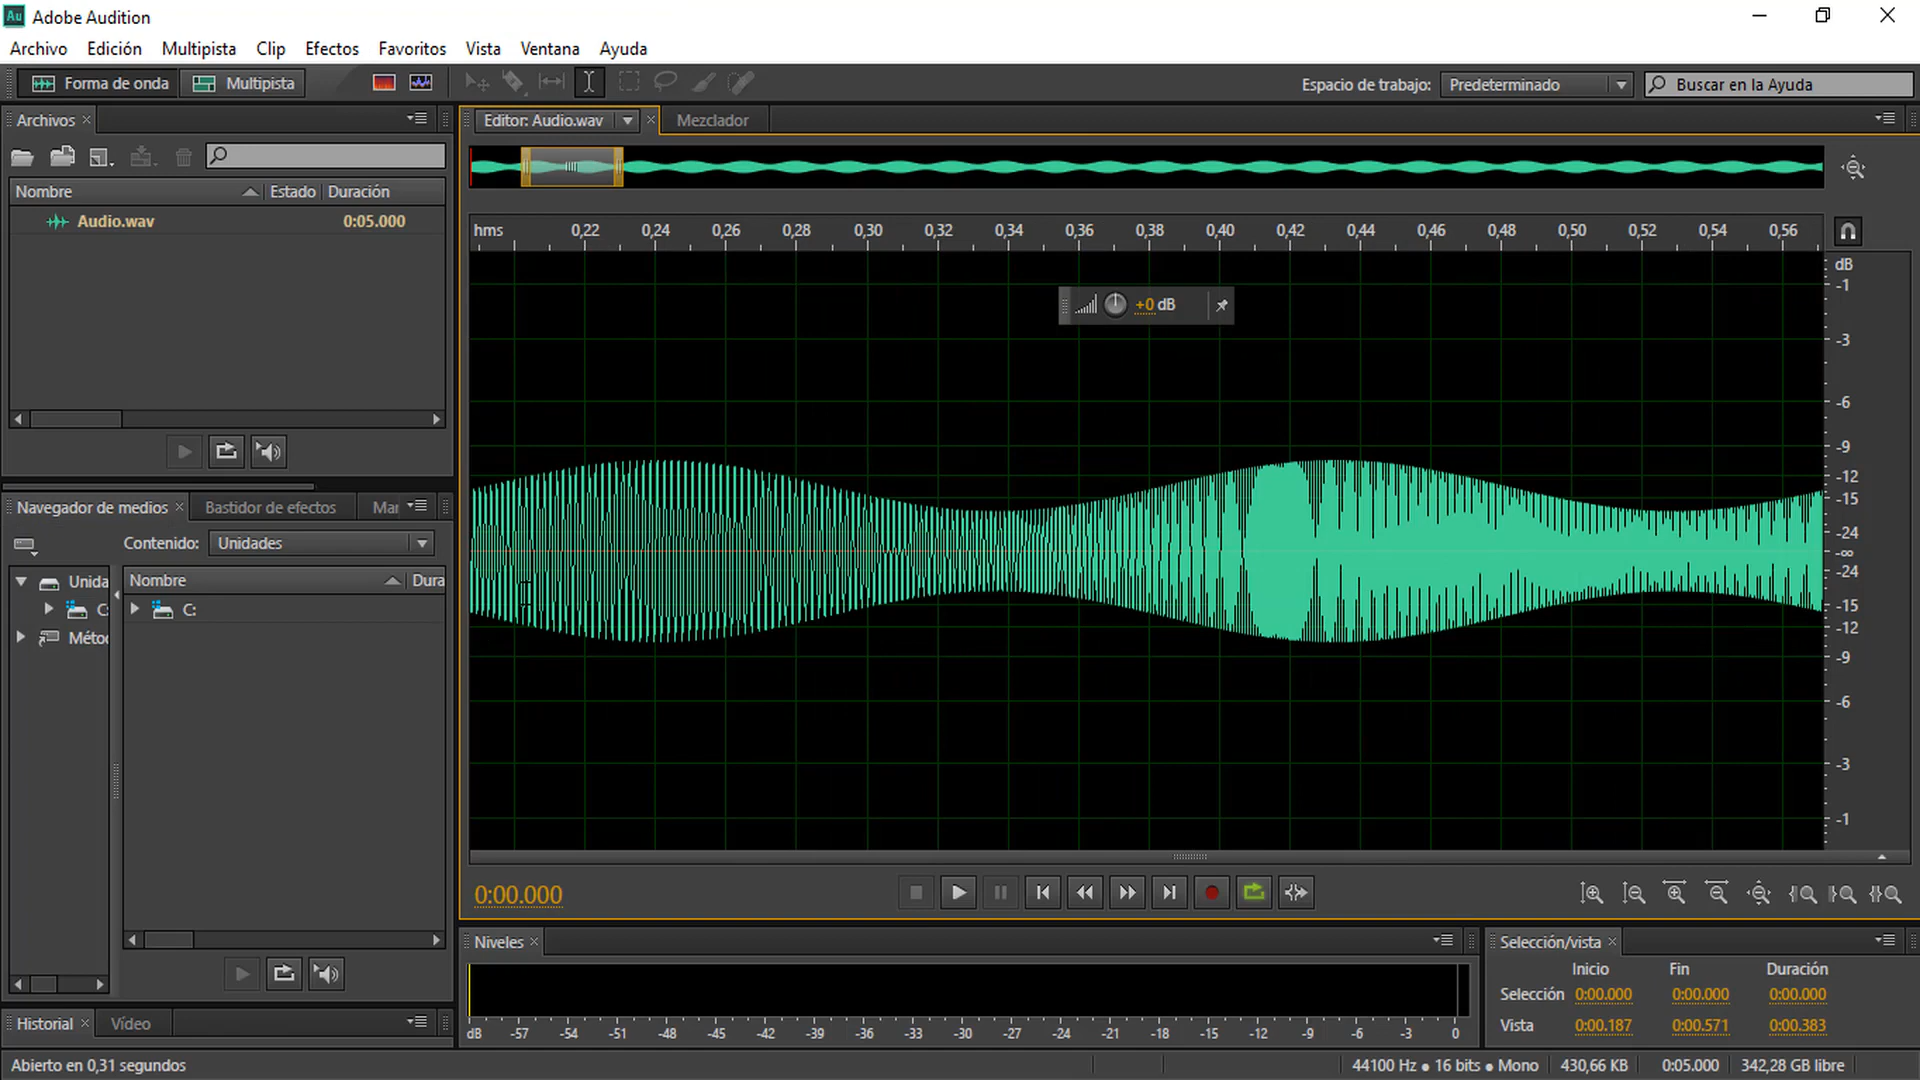 Au Adobe Audition
Archivo Edición Multipista Clip Efectos Favoritos Vista Ventana Ayuda
Forma de onda Multipista Espacio de trabajo: Predeterminado Buscar en la Ayuda
Archivos
Nombre Estado Duración
Audio.wav 0:05.000
Navegador de medios Bastidor de efectos Mar
Contenido: Unidades
Unida
C:
Méto
Nombre Dura
C:
Historial Vídeo
Editor: Audio.wav Mezclador
hms 0,22 0,24 0,26 0,28 0,30 0,32 0,34 0,36 0,38 0,40 0,42 0,44 0,46 0,48 0,50 0,52 0,54 0,56
+0 dB
dB
-1
-3
-6
-9
-12
-15
-24
-∞
-24
-15
-12
-9
-6
-3
-1
0:00.000
Niveles
dB -57 -54 -51 -48 -45 -42 -39 -36 -33 -30 -27 -24 -21 -18 -15 -12 -9 -6 -3 0
Selección/vista
Inicio Fin Duración
Selección 0:00.000 0:00.000 0:00.000
Vista 0:00.187 0:00.571 0:00.383
Abierto en 0,31 segundos 44100 Hz ● 16 bits ● Mono 430,66 KB 0:05.000 342,28 GB libre